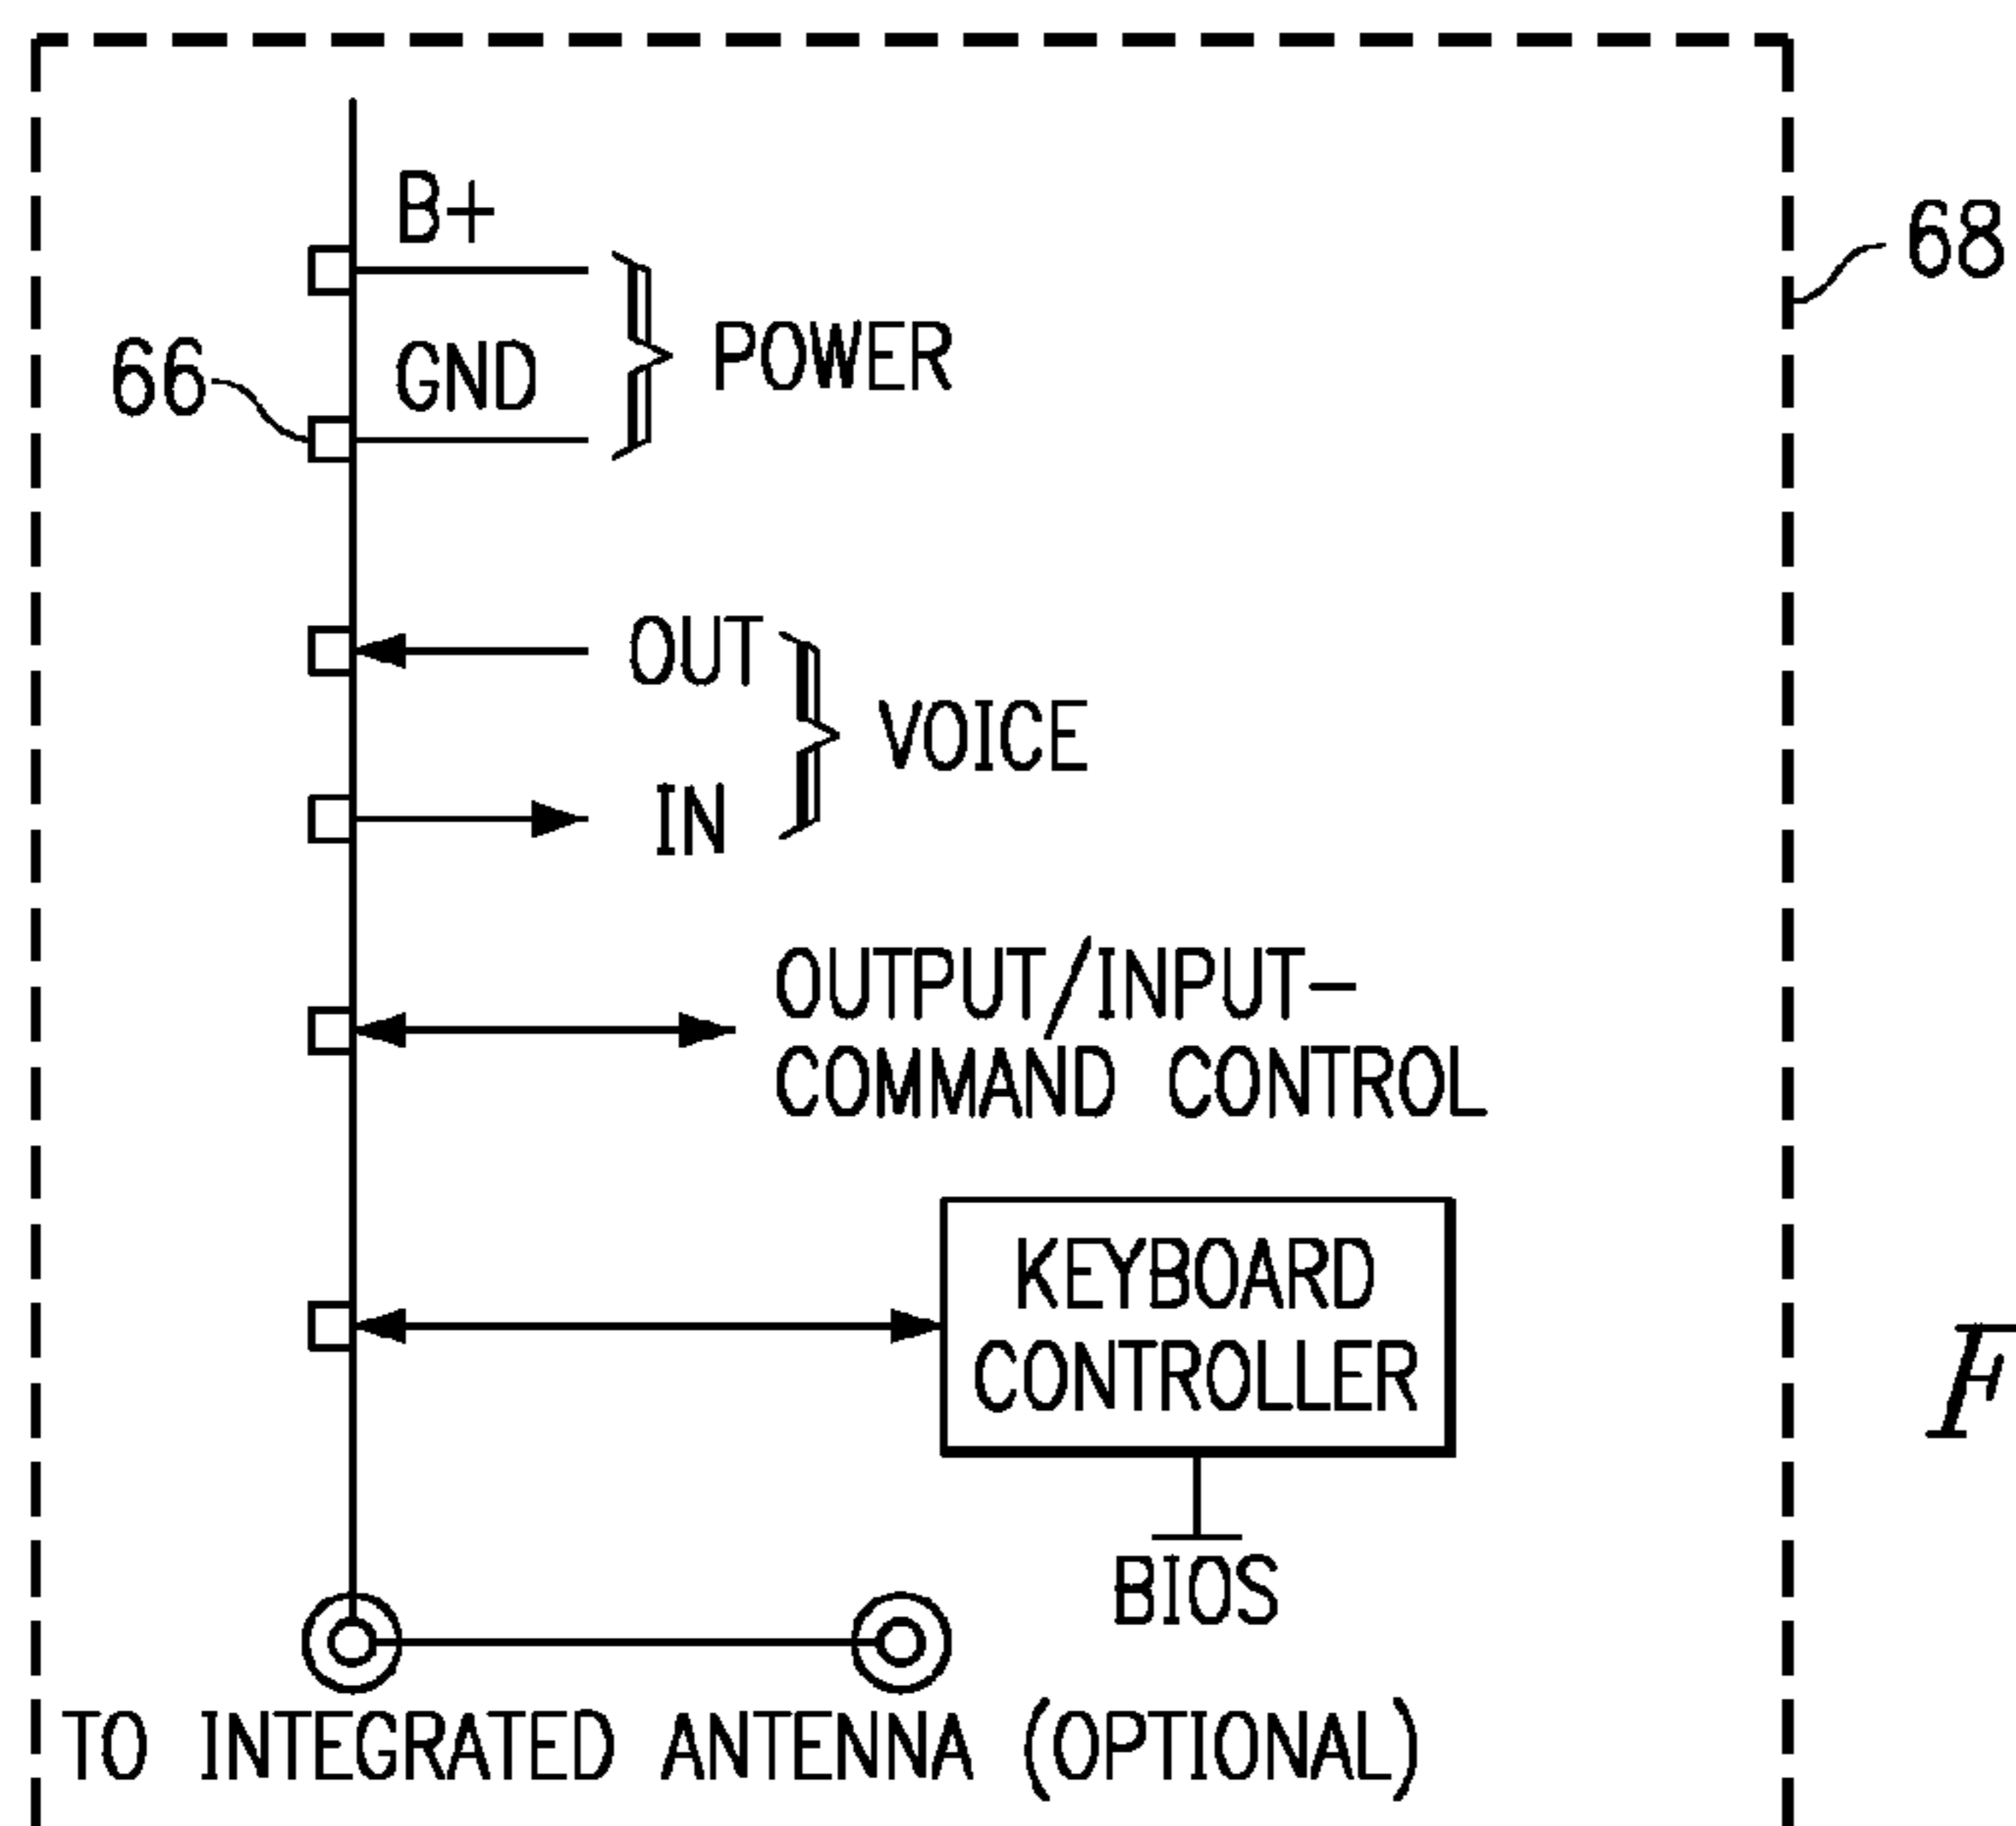 B+
68
66
GND
POWER
OUT
VOICE
IN
OUTPUT/INPUT-
COMMAND CONTROL
KEYBOARD
CONTROLLER
F
BIOS
TO INTEGRATED ANTENNA (OPTIONAL)